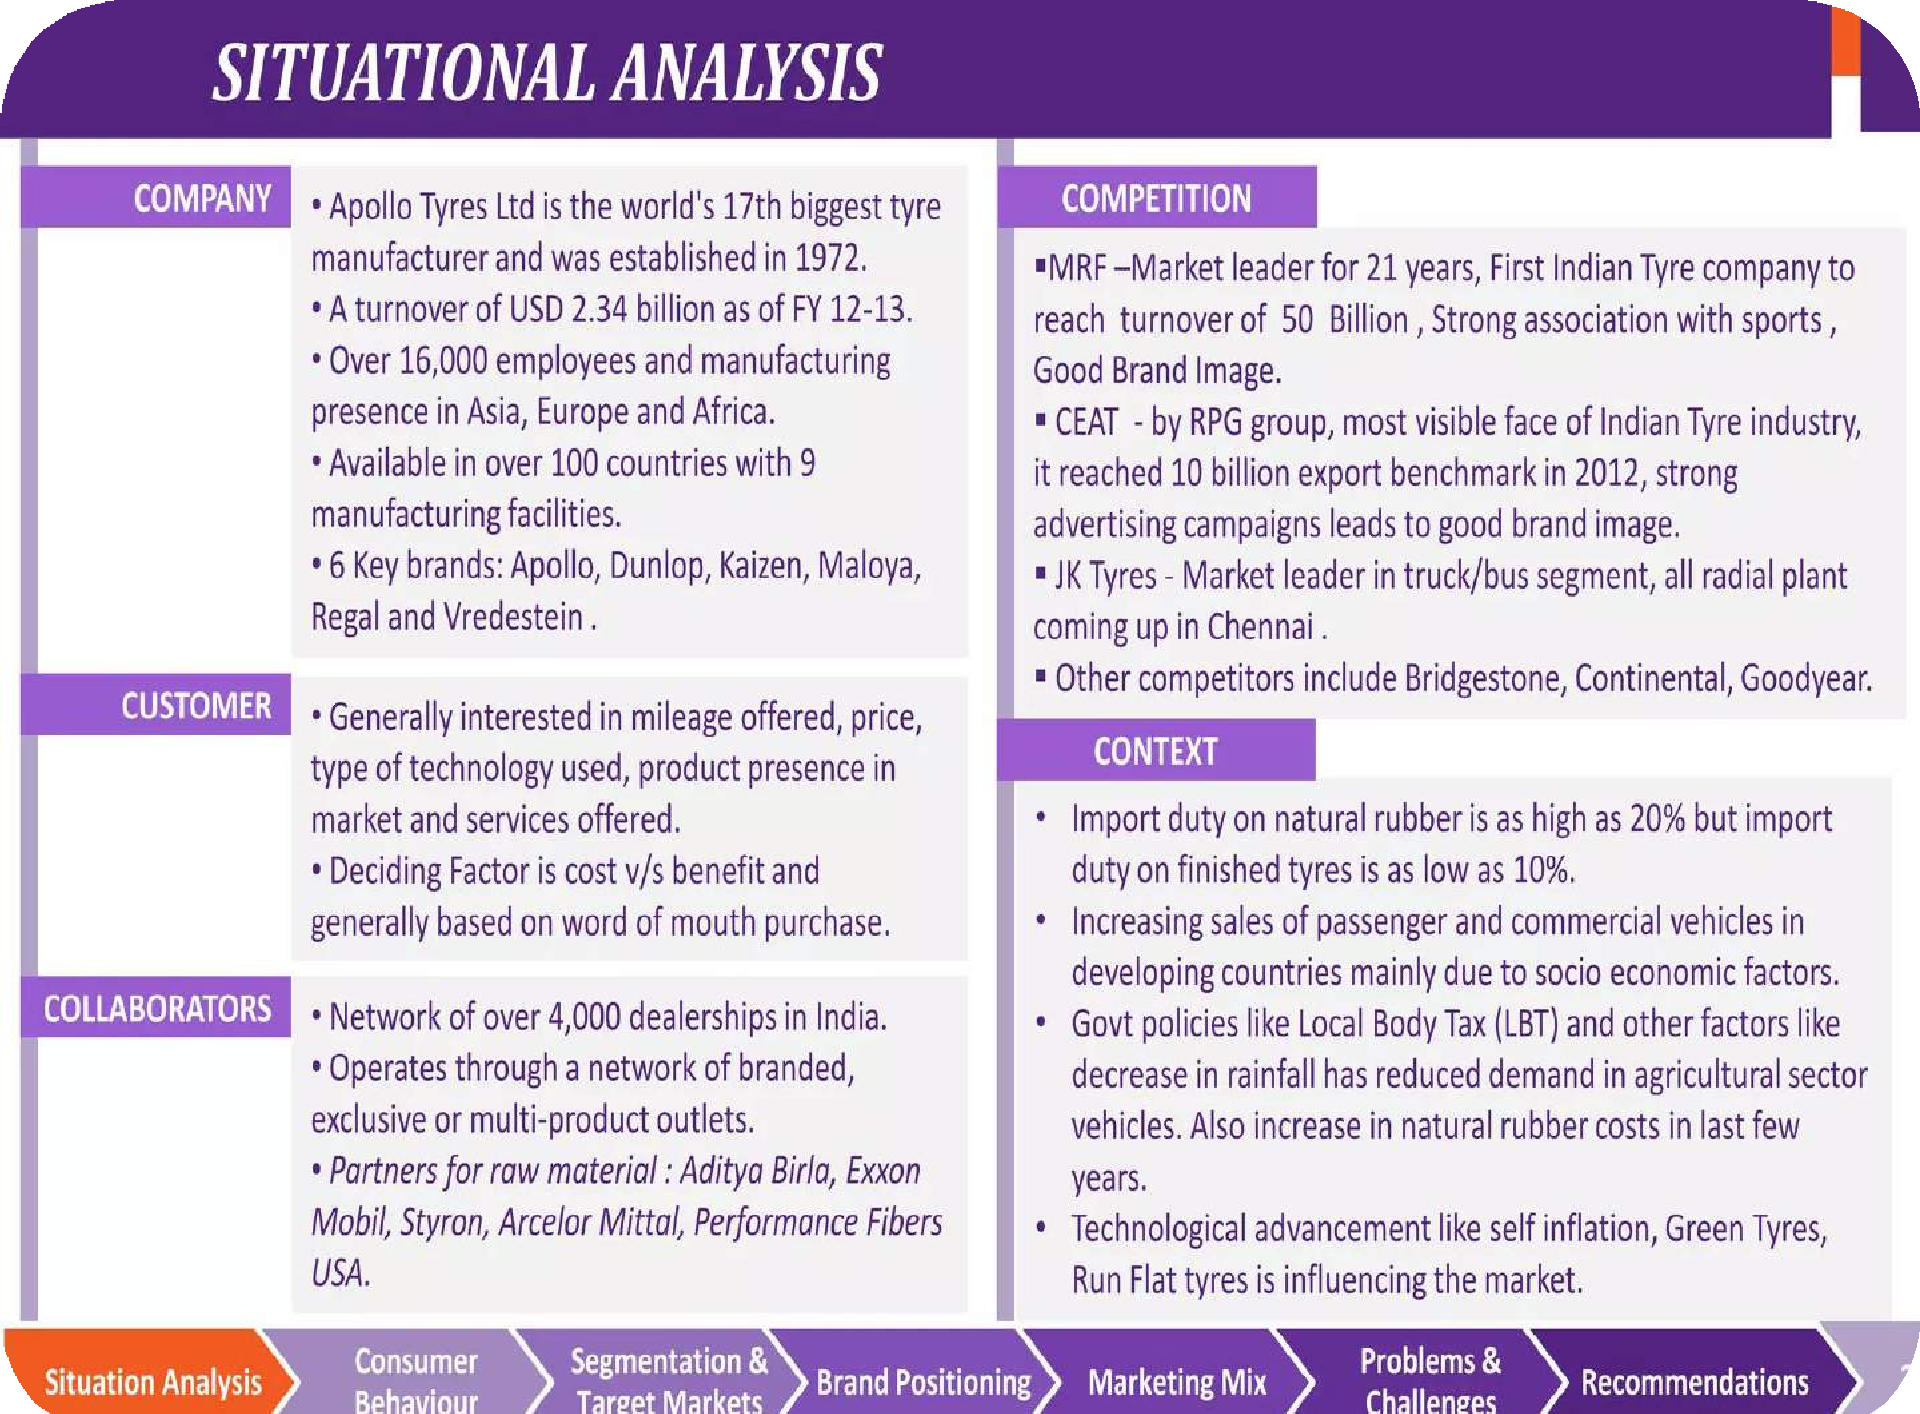 SITUATIONAL ANALYSIS
COMPANY
• Apollo Tyres Ltd is the world's 17th biggest tyre
manufacturer and was established in 1972.
• A turnover of USD 2.34 billion as of FY 12-13.
• Over 16,000 employees and manufacturing
presence in Asia, Europe and Africa.
• Available in over 100 countries with 9
manufacturing facilities.
• 6 Key brands: Apollo, Dunlop, Kaizen, Maloya,
Regal and Vredestein .
CUSTOMER
• Generally interested in mileage offered, price,
type of technology used, product presence in
market and services offered.
• Deciding Factor is cost v/s benefit and
generally based on word of mouth purchase.
COLLABORATORS
• Network of over 4,000 dealerships in India.
• Operates through a network of branded,
exclusive or multi-product outlets.
• Partners for raw material : Aditya Birla, Exxon
Mobil, Styron, Arcelor Mittal, Performance Fibers
USA.
COMPETITION
▪MRF –Market leader for 21 years, First Indian Tyre company to
reach turnover of 50 Billion , Strong association with sports ,
Good Brand Image.
▪ CEAT - by RPG group, most visible face of Indian Tyre industry,
it reached 10 billion export benchmark in 2012, strong
advertising campaigns leads to good brand image.
▪ JK Tyres - Market leader in truck/bus segment, all radial plant
coming up in Chennai .
▪ Other competitors include Bridgestone, Continental, Goodyear.
CONTEXT
• Import duty on natural rubber is as high as 20% but import
duty on finished tyres is as low as 10%.
• Increasing sales of passenger and commercial vehicles in
developing countries mainly due to socio economic factors.
• Govt policies like Local Body Tax (LBT) and other factors like
decrease in rainfall has reduced demand in agricultural sector
vehicles. Also increase in natural rubber costs in last few
years.
• Technological advancement like self inflation, Green Tyres,
Run Flat tyres is influencing the market.
Situation Analysis
Consumer
Behaviour
Segmentation &
Target Markets
Brand Positioning
Marketing Mix
Problems &
Challenges
Recommendations